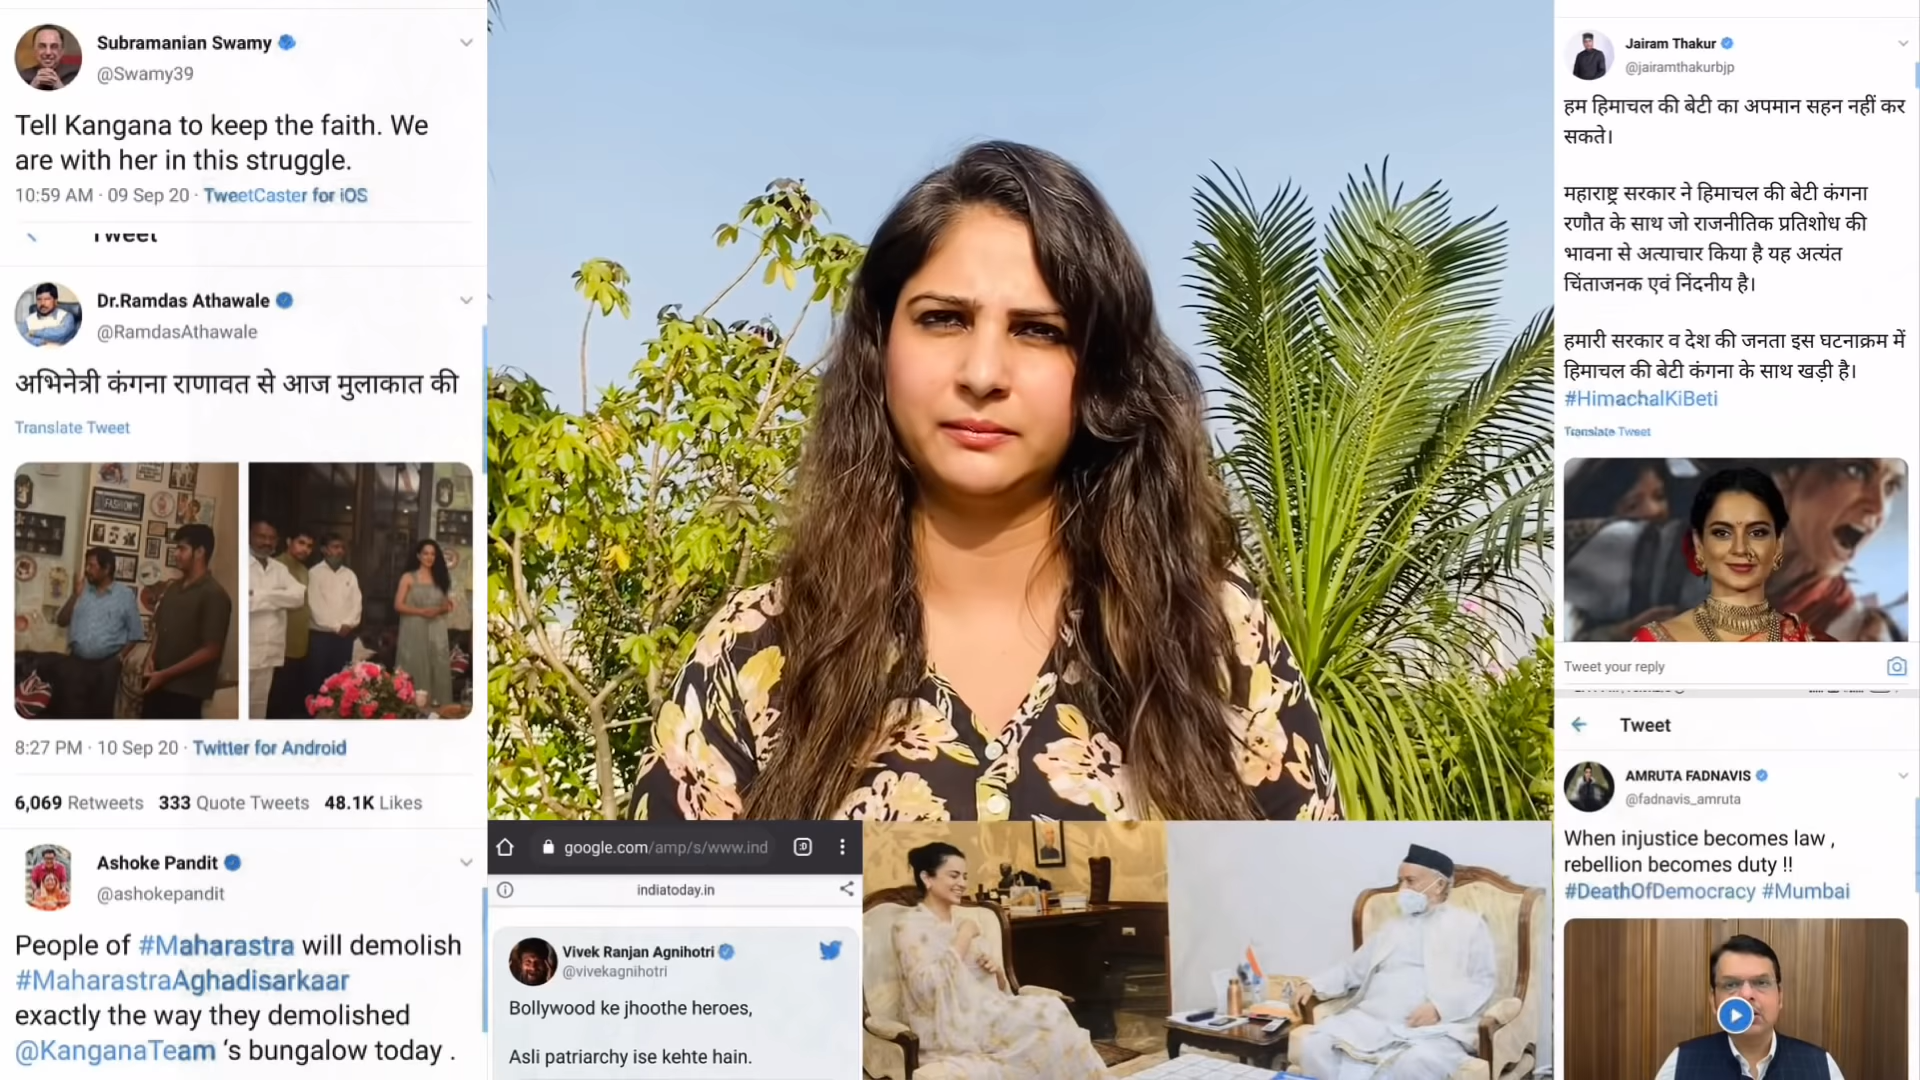 Subramanian Swamy
@Swamy39
Tell Kangana to keep the faith. We
are with her in this struggle.
10:59 AM · 09 Sep 20 · TweetCaster for iOS
Tweet
Dr.Ramdas Athawale
@RamdasAthawale
अभिनेत्री कंगना राणावत से आज मुलाकात की
Translate Tweet
FASHION
8:27 PM · 10 Sep 20 · Twitter for Android
6,069 Retweets 333 Quote Tweets 48.1K Likes
Ashoke Pandit
@ashokepandit
People of #Maharastra will demolish
#MaharastraAghadisarkaar
exactly the way they demolished
@KanganaTeam ‘s bungalow today .
google.com/amp/s/www.ind
:D
indiatoday.in
Vivek Ranjan Agnihotri
@vivekagnihotri
Bollywood ke jhoothe heroes,
Asli patriarchy ise kehte hain.
Jairam Thakur
@jairamthakurbjp
हम हिमाचल की बेटी का अपमान सहन नहीं कर
सकते।
महाराष्ट्र सरकार ने हिमाचल की बेटी कंगना
रणौत के साथ जो राजनीतिक प्रतिशोध की
भावना से अत्याचार किया है यह अत्यंत
चिंताजनक एवं निंदनीय है।
हमारी सरकार व देश की जनता इस घटनाक्रम में
हिमाचल की बेटी कंगना के साथ खड़ी है।
#HimachalKiBeti
Translate Tweet
Tweet your reply
Tweet
AMRUTA FADNAVIS
@fadnavis_amruta
When injustice becomes law ,
rebellion becomes duty !!
#DeathOfDemocracy #Mumbai